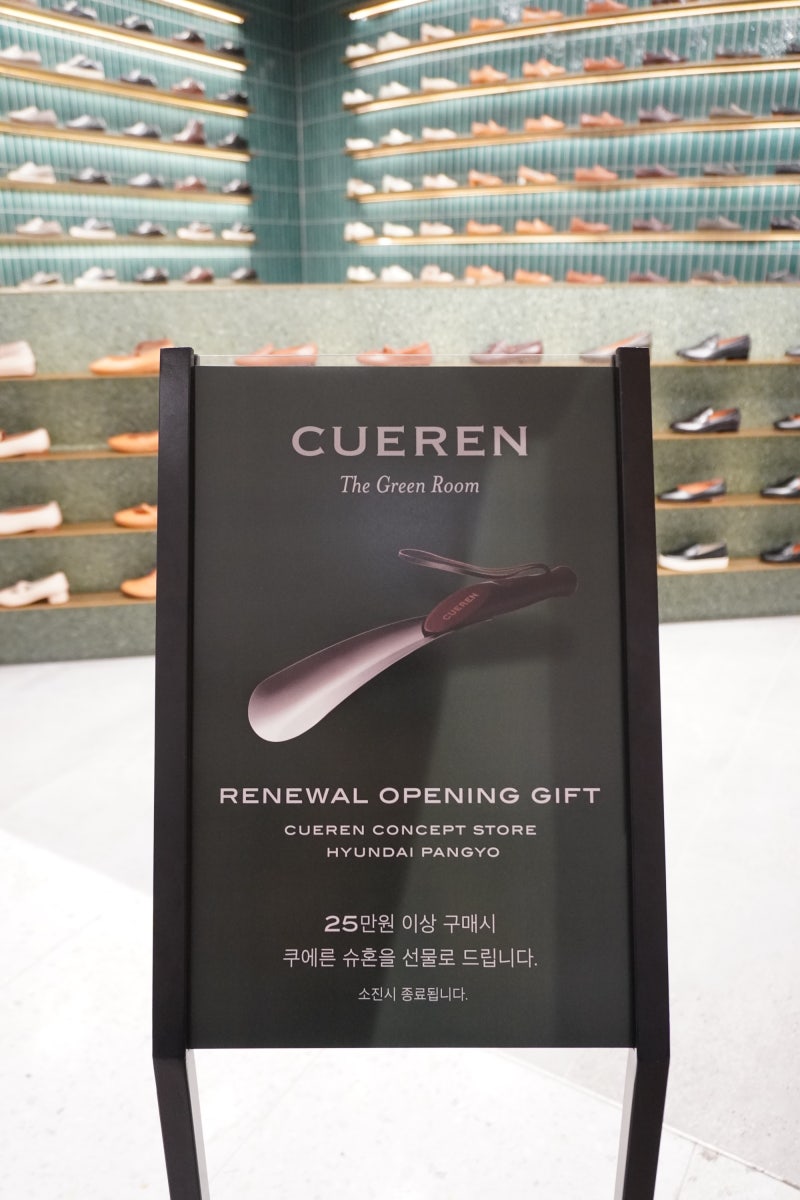 CUEREN
The Green Room
CUEREN
RENEWAL OPENING GIFT
CUEREN CONCEPT STORE
HYUNDAI PANGYO
25만원 이상 구매시
쿠에른 슈혼을 선물로 드립니다.
소진시 종료됩니다.